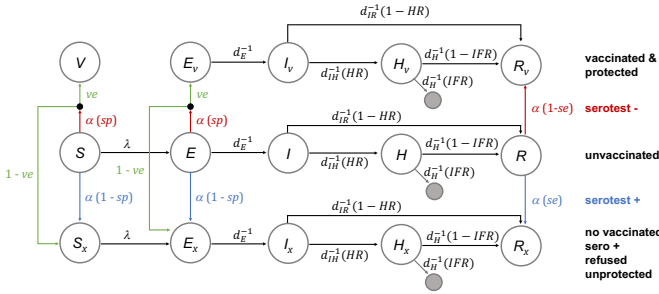 d_{IR}^{-1}(1 − HR)
V
E_v
d_E^{-1}
I_v
d_{IH}^{-1}(HR)
H_v
d_H^{-1}(1 − IFR)
R_v
vaccinated &
protected
ve
ve
d_H^{-1}(IFR)
α (sp)
α (sp)
d_{IR}^{-1}(1 − HR)
α (1-se)
serotest -
S
λ
E
d_E^{-1}
I
d_{IH}^{-1}(HR)
H
d_H^{-1}(1 − IFR)
R
unvaccinated
1 - ve
1 - ve
d_H^{-1}(IFR)
α (1 - sp)
α (1 - sp)
d_{IR}^{-1}(1 − HR)
α (se)
serotest +
S_x
λ
E_x
d_E^{-1}
I_x
d_{IH}^{-1}(HR)
H_x
d_H^{-1}(1 − IFR)
R_x
d_H^{-1}(IFR)
no vaccinated
sero +
refused
unprotected